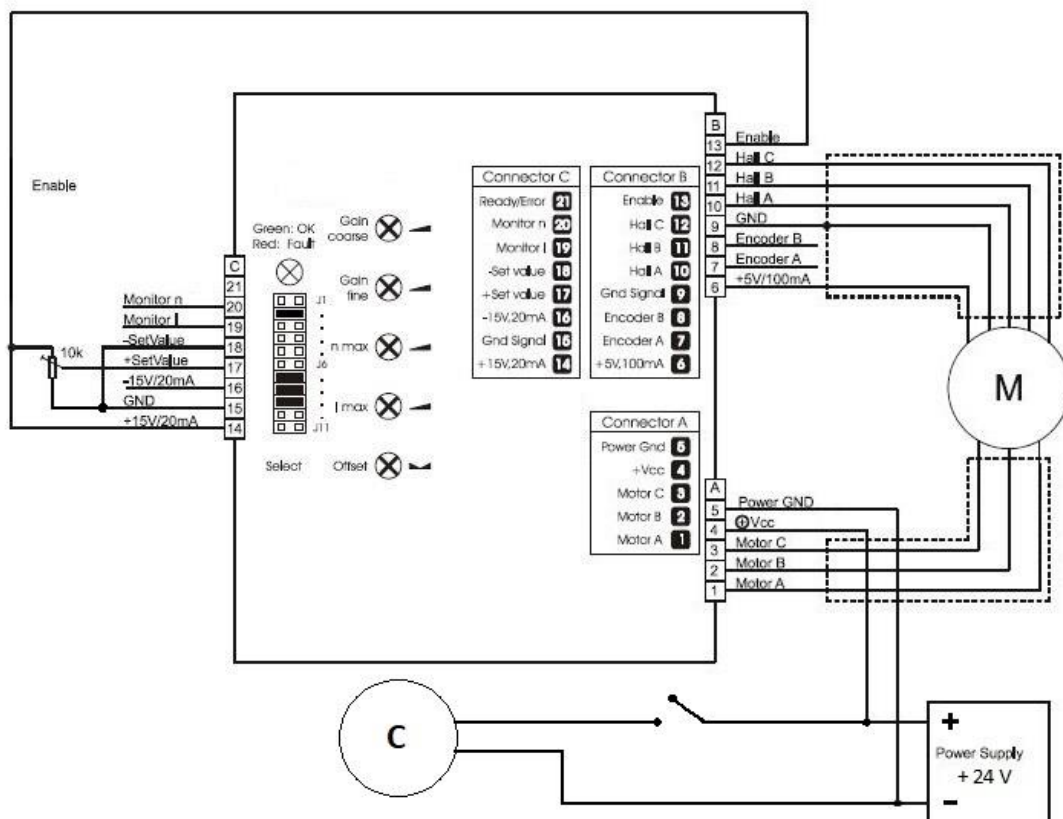 Enable
C
21
20
19
18
17
16
15
14
Monitor n
Monitor I
-SetValue
+SetValue
-15V/20mA
GND
+15V/20mA
10k
Green: OK
Red: Fault
J1
J6
J11
Select
Gain
coarse
Gain
fine
n max
I max
Offset
Connector C
Ready/Error 21
Monitor n 20
Monitor I 19
-Set value 18
+Set value 17
-15V,20mA 16
Gnd Signal 15
+15V,20mA 14
Connector B
Enable 13
Hall C 12
Hall B 11
Hall A 10
Gnd Signal 9
Encoder B 8
Encoder A 7
+5V,100mA 6
Connector A
Power Gnd 5
+Vcc 4
Motor C 3
Motor B 2
Motor A 1
B
13 Enable
12 Hall C
11 Hall B
10 Hall A
9 GND
8 Encoder B
7 Encoder A
6 +5V/100mA
A
5 Power GND
4 +Vcc
3 Motor C
2 Motor B
1 Motor A
M
C
+
Power Supply
+ 24 V
-